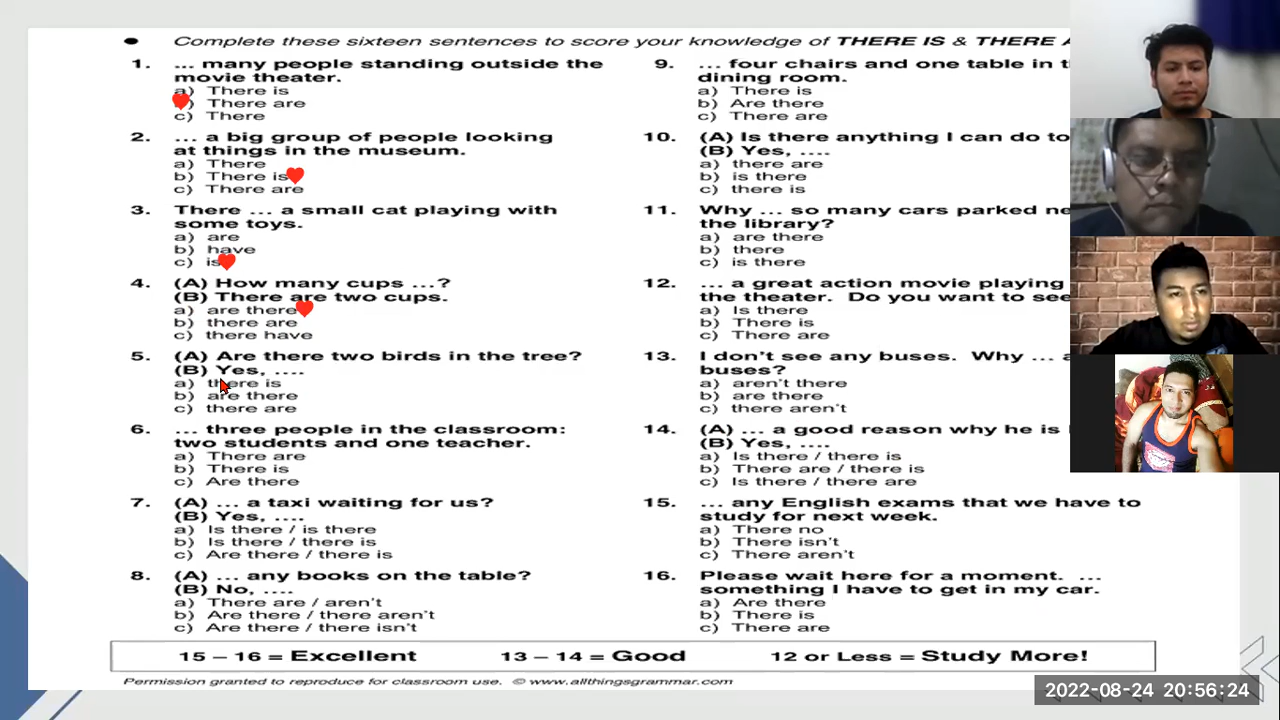 • Complete these sixteen sentences to score your knowledge of THERE IS & THERE
1. ... many people standing outside the
movie theater.
a) There is
) There are
c) There
2. ... a big group of people looking
at things in the museum.
a) There
b) There is
c) There are
3. There ... a small cat playing with
some toys.
a) are
b) have
c) is
4. (A) How many cups ...?
(B) There are two cups.
a) are there
b) there are
c) there have
5. (A) Are there two birds in the tree?
(B) Yes, ....
a) there is
b) are there
c) there are
6. ... three people in the classroom:
two students and one teacher.
a) There are
b) There is
c) Are there
7. (A) ... a taxi waiting for us?
(B) Yes, ....
a) Is there / is there
b) Is there / there is
c) Are there / there is
8. (A) ... any books on the table?
(B) No, ....
a) There are / aren't
b) Are there / there aren't
c) Are there / there isn't
9. ... four chairs and one table in
dining room.
a) There is
b) Are there
c) There are
10. (A) Is there anything I can do to
(B) Yes, ....
a) there are
b) is there
c) there is
11. Why ... so many cars parked
the library?
a) are there
b) there
c) is there
12. ... a great action movie playing
the theater. Do you want to see
a) Is there
b) There is
c) There are
13. I don't see any buses. Why ...
buses?
a) aren't there
b) are there
c) there aren't
14. (A) ... a good reason why he is
(B) Yes, ....
a) Is there / there is
b) There are / there is
c) Is there / there are
15. ... any English exams that we have to
study for next week.
a) There no
b) There isn't
c) There aren't
16. Please wait here for a moment. ...
something I have to get in my car.
a) Are there
b) There is
c) There are
15 – 16 = Excellent 13 – 14 = Good 12 or Less = Study More!
Permission granted to reproduce for classroom use. © www.allthingsgrammar.com
2022-08-24 20:56:24